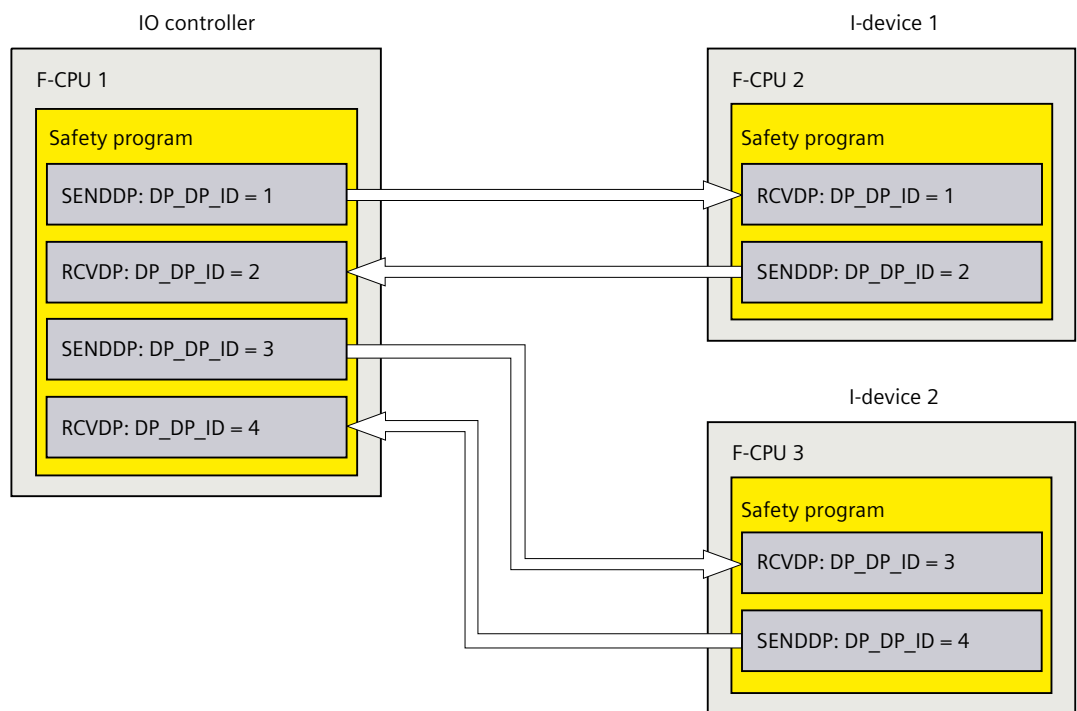 IO controller
F-CPU 1
Safety program
SENDDP: DP_DP_ID = 1
RCVDP: DP_DP_ID = 2
SENDDP: DP_DP_ID = 3
RCVDP: DP_DP_ID = 4
I-device 1
F-CPU 2
Safety program
RCVDP: DP_DP_ID = 1
SENDDP: DP_DP_ID = 2
I-device 2
F-CPU 3
Safety program
RCVDP: DP_DP_ID = 3
SENDDP: DP_DP_ID = 4